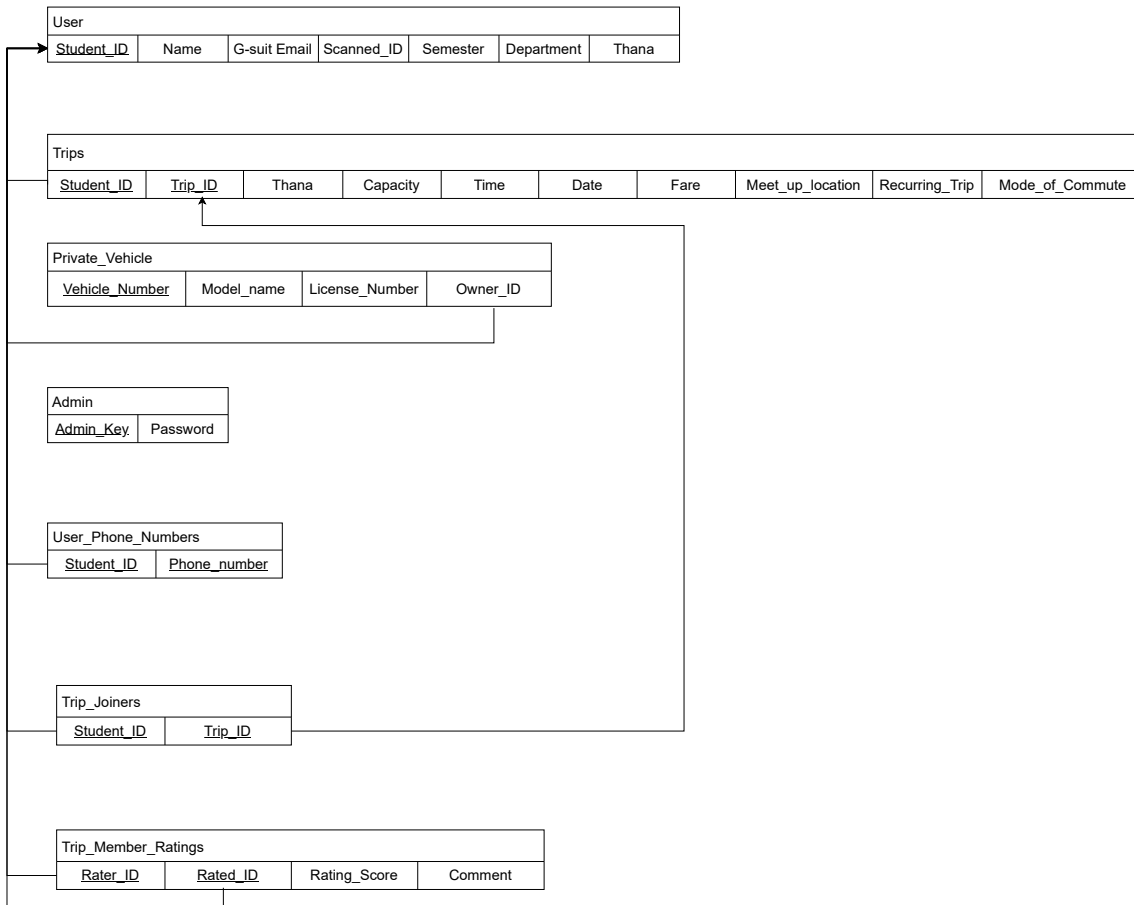 User
Student_ID Name G-suit Email Scanned_ID Semester Department Thana
Trips
Student_ID Trip_ID Thana Capacity Time Date Fare Meet_up_location Recurring_Trip Mode_of_Commute
Private_Vehicle
Vehicle_Number Model_name License_Number Owner_ID
Admin
Admin_Key Password
User_Phone_Numbers
Student_ID Phone_number
Trip_Joiners
Student_ID Trip_ID
Trip_Member_Ratings
Rater_ID Rated_ID Rating_Score Comment